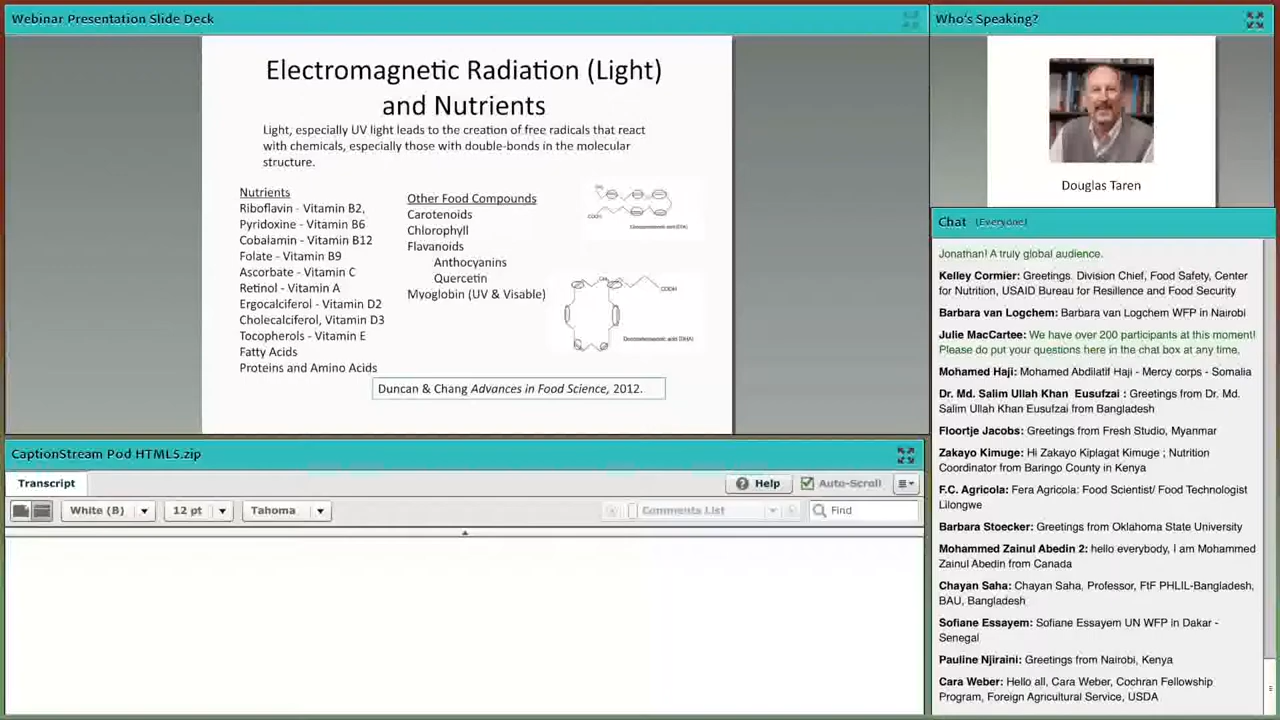 Webinar Presentation Slide Deck
Electromagnetic Radiation (Light)
and Nutrients
Light, especially UV light leads to the creation of free radicals that react
with chemicals, especially those with double-bonds in the molecular
structure.
Nutrients
Riboflavin - Vitamin B2,
Pyridoxine - Vitamin B6
Cobalamin - Vitamin B12
Folate - Vitamin B9
Ascorbate - Vitamin C
Retinol - Vitamin A
Ergocalciferol - Vitamin D2
Cholecalciferol, Vitamin D3
Tocopherols - Vitamin E
Fatty Acids
Proteins and Amino Acids
Other Food Compounds
Carotenoids
Chlorophyll
Flavanoids
Anthocyanins
Quercetin
Myoglobin (UV & Visable)
COOH
COOH
Duncan & Chang Advances in Food Science, 2012.
Who's Speaking?
Douglas Taren
Chat (Everyone)
Jonathan! A truly global audience.
Kelley Cormier: Greetings. Division Chief, Food Safety, Center
for Nutrition, USAID Bureau for Resilience and Food Security
Barbara van Logchem: Barbara van Logchem WFP in Nairobi
Julie MacCartee: We have over 200 participants at this moment!
Please do put your questions here in the chat box at any time,
Mohamed Haji: Mohamed Abdilatif Haji - Mercy corps - Somalia
Dr. Md. Salim Ullah Khan Eusufzai : Greetings from Dr. Md.
Salim Ullah Khan Eusufzai from Bangladesh
Floortje Jacobs: Greetings from Fresh Studio, Myanmar
Zakayo Kimuge: Hi Zakayo Kiplagat Kimuge ; Nutrition
Coordinator from Baringo County in Kenya
F.C. Agricola: Fera Agricola: Food Scientist/ Food Technologist
Lilongwe
Barbara Stoecker: Greetings from Oklahoma State University
Mohammed Zainul Abedin 2: hello everybody, I am Mohammed
Zainul Abedin from Canada
Chayan Saha: Chayan Saha, Professor, FtF PHLIL-Bangladesh,
BAU, Bangladesh
Sofiane Essayem: Sofiane Essayem UN WFP in Dakar -
Senegal
Pauline Njiraini: Greetings from Nairobi, Kenya
Cara Weber: Hello all, Cara Weber, Cochran Fellowship
Program, Foreign Agricultural Service, USDA
CaptionStream Pod HTML5.zip
Transcript
Help
Auto-Scroll
White (B)
12 pt
Tahoma
Comments List
Find